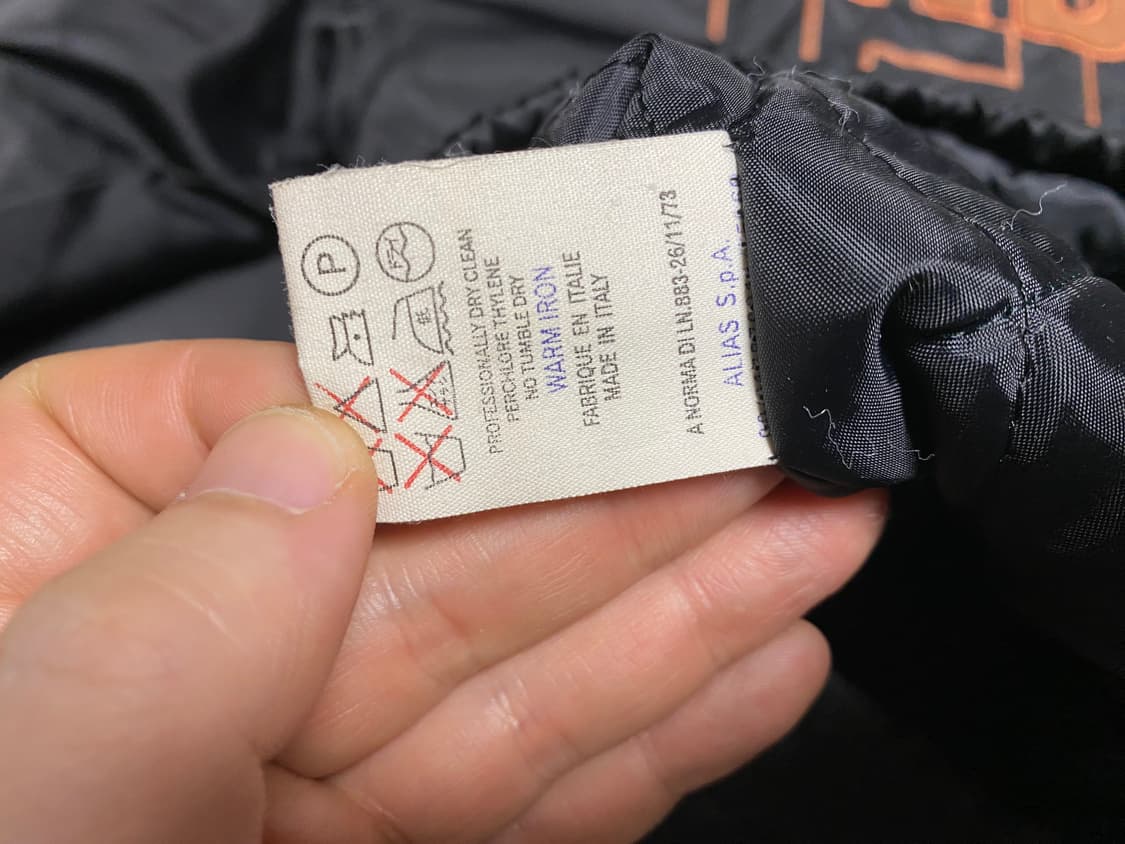 P
PROFESSIONALLY DRY CLEAN
PERCHLORE THYLENE
NO TUMBLE DRY
WARM IRON
FABRIQUE EN ITALIE
MADE IN ITALY
A NORMA DI LN.883-26/11/73
ALIAS S.p.A.